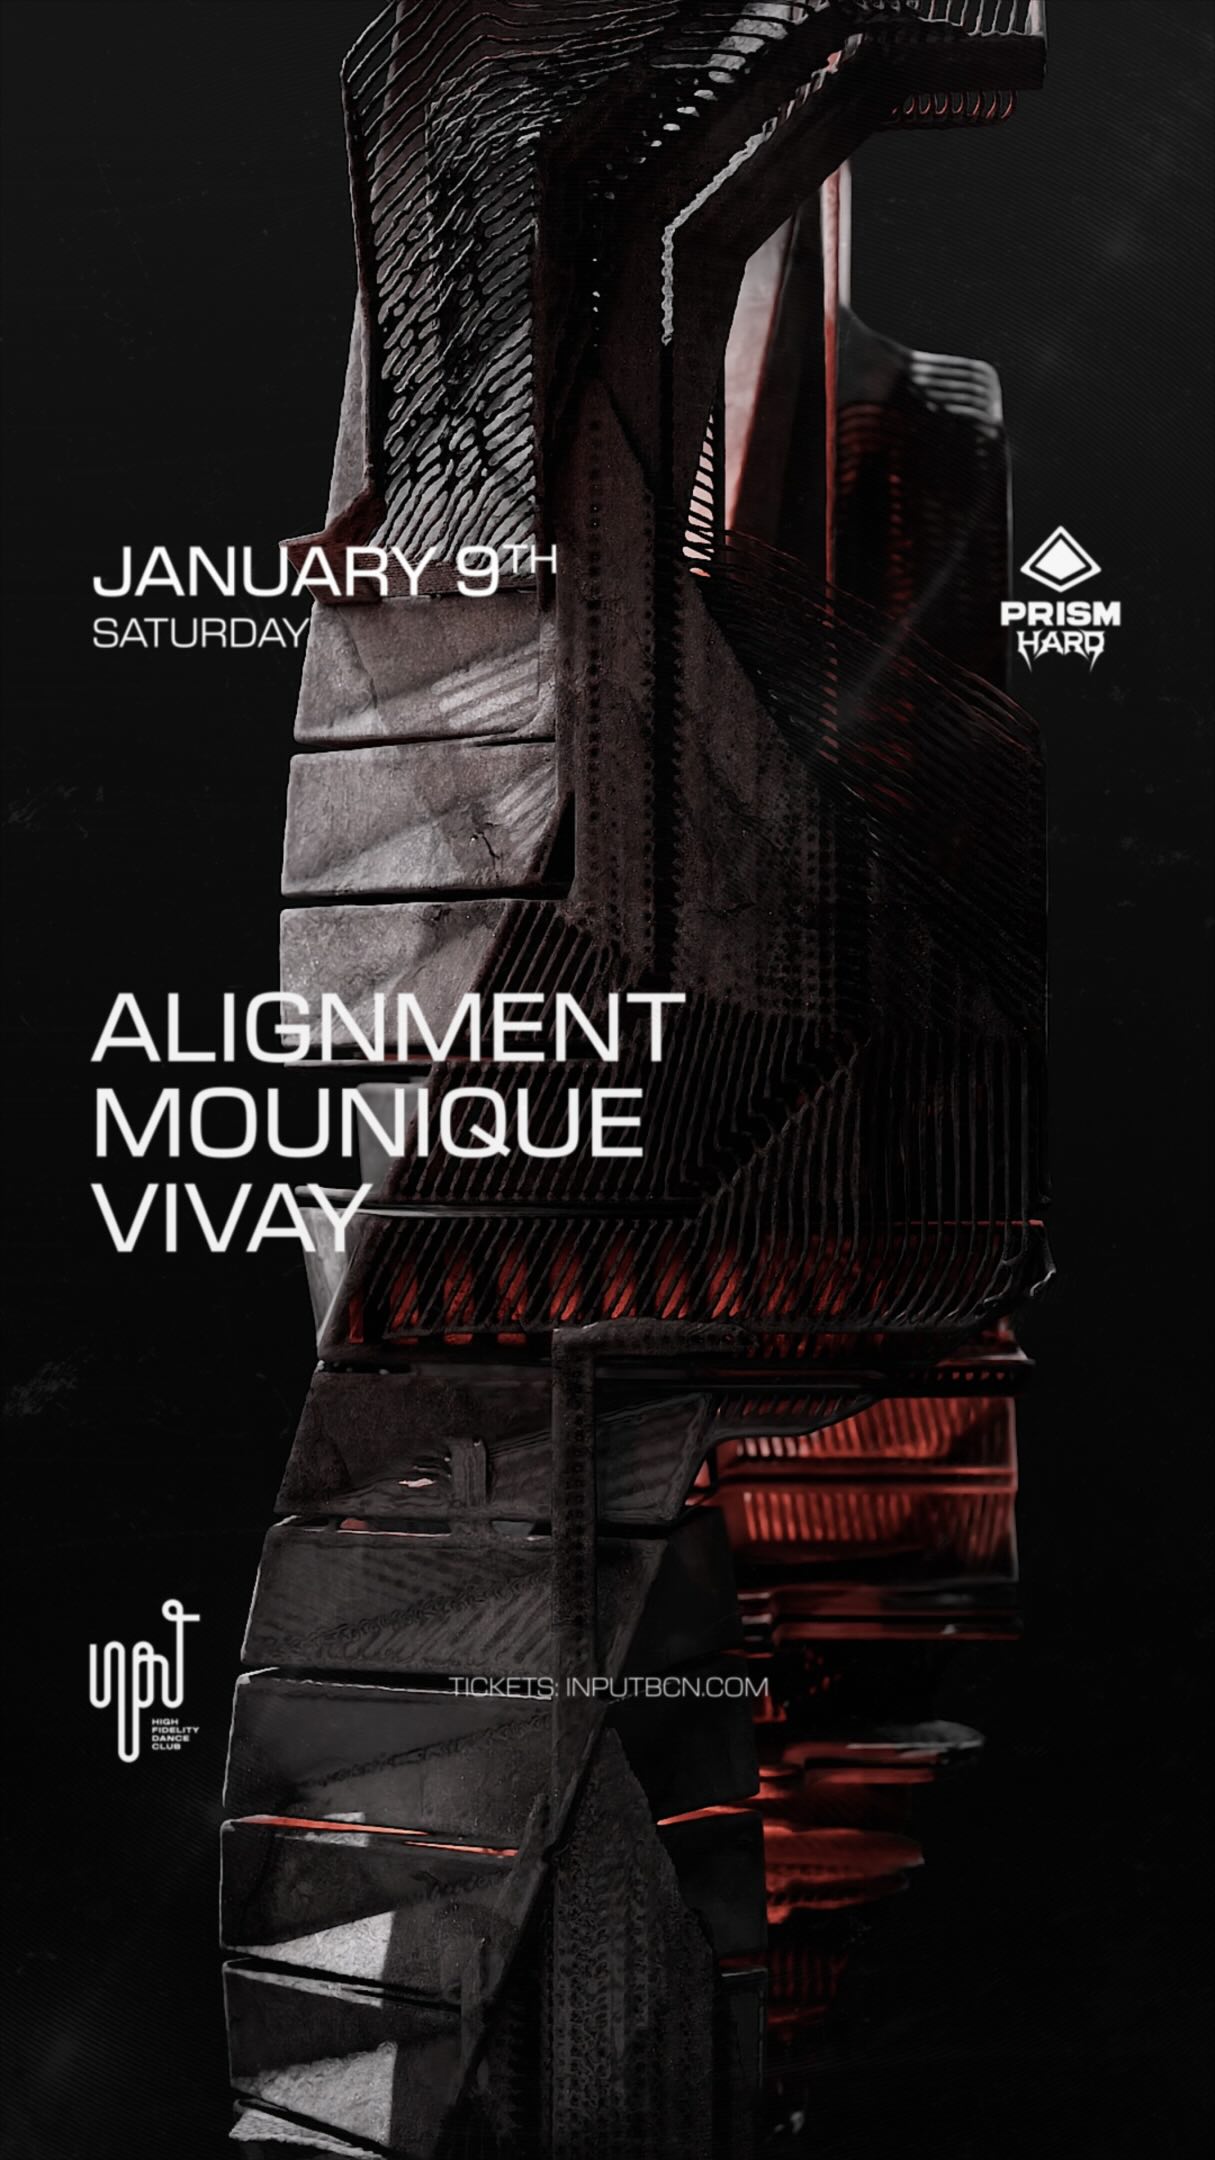 JANUARY 9TH
SATURDAY
PRISM
HARD
ALIGNMENT
MOUNIQUE
VIVAY
input
HIGH
FIDELITY
DANCE
CLUB
TICKETS: INPUTBCN.COM